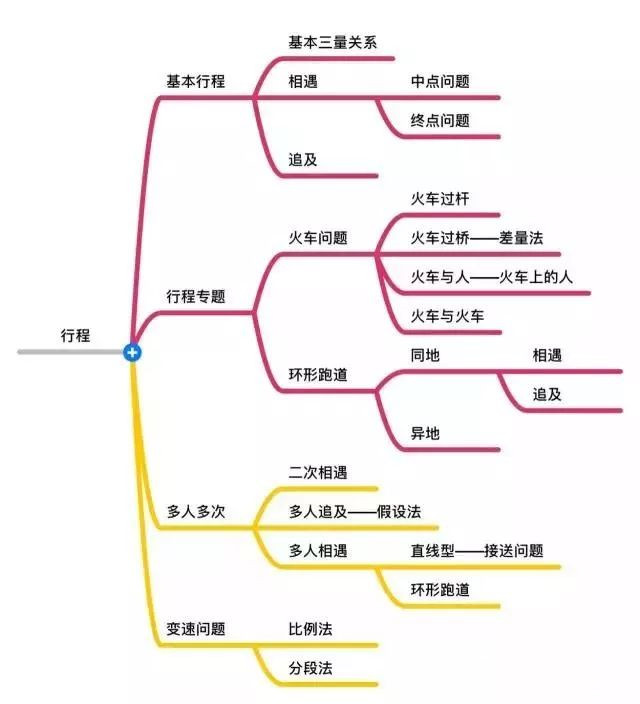 行程
基本行程
基本三量关系
相遇
中点问题
终点问题
追及
行程专题
火车问题
火车过杆
火车过桥——差量法
火车与人——火车上的人
火车与火车
环形跑道
同地
相遇
追及
异地
多人多次
二次相遇
多人追及——假设法
多人相遇
直线型——接送问题
环形跑道
变速问题
比例法
分段法